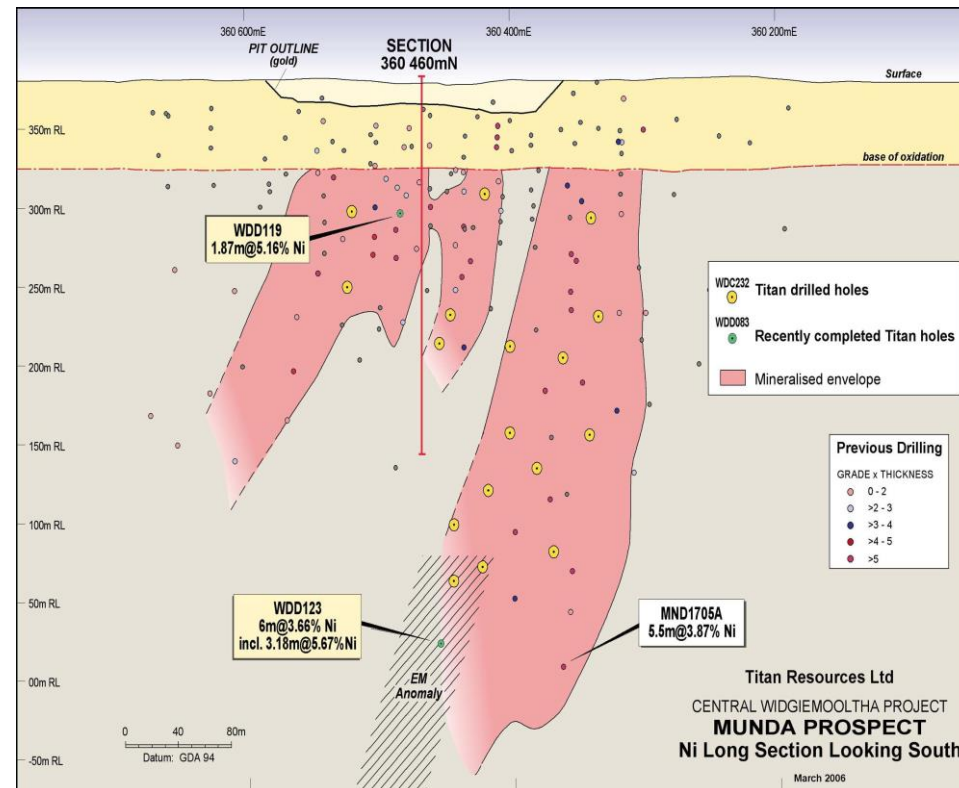 360 600mE
360 400mE
360 200mE
PIT OUTLINE
(gold)
SECTION
360 460mN
Surface
350m RL
base of oxidation
300m RL
WDD119
1.87m@5.16% Ni
250m RL
WDC232
Titan drilled holes
WDD083
Recently completed Titan holes
Mineralised envelope
200m RL
150m RL
Previous Drilling
GRADE x THICKNESS
0 - 2
>2 - 3
>3 - 4
>4 - 5
>5
100m RL
50m RL
WDD123
6m@3.66% Ni
incl. 3.18m@5.67%Ni
MND1705A
5.5m@3.87% Ni
00m RL
EM
Anomaly
Titan Resources Ltd
CENTRAL WIDGIEMOOLTHA PROJECT
MUNDA PROSPECT
Ni Long Section Looking South
0 40 80m
Datum: GDA 94
-50m RL
March 2006